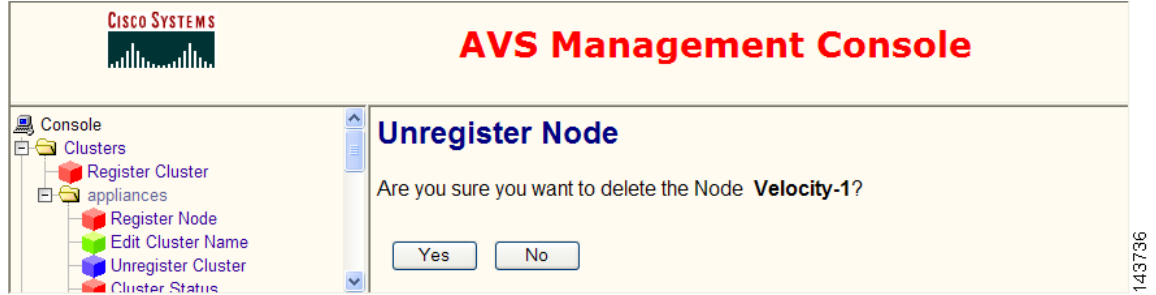 CISCO SYSTEMS
AVS Management Console
Console
Clusters
Register Cluster
appliances
Register Node
Edit Cluster Name
Unregister Cluster
Cluster Status
Unregister Node
Are you sure you want to delete the Node Velocity-1?
Yes No
143736